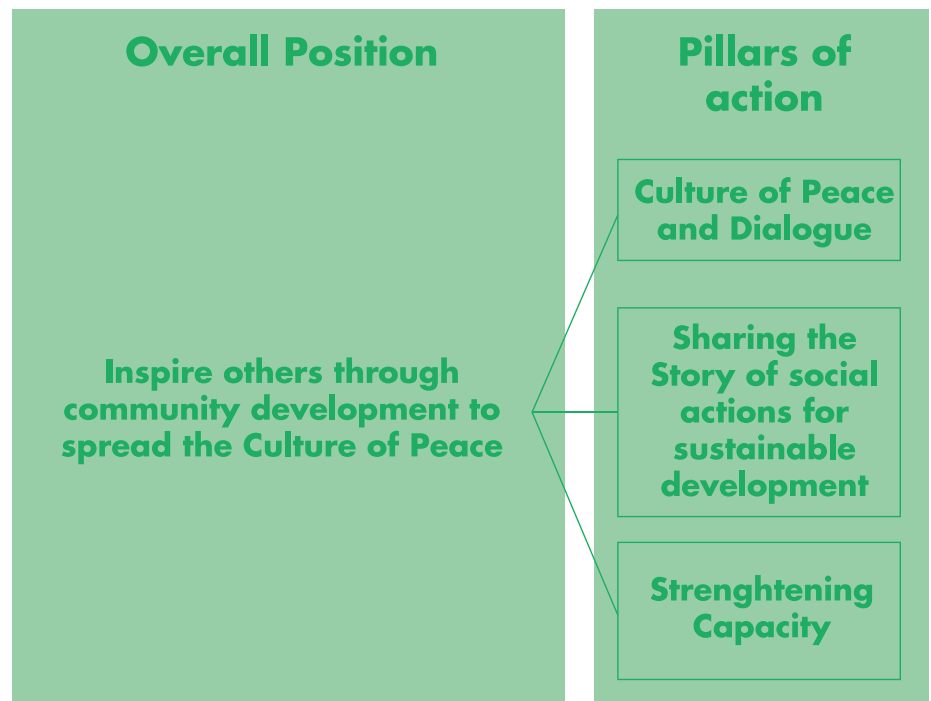 Overall Position
Inspire others through
community development to
spread the Culture of Peace
Pillars of
action
Culture of Peace
and Dialogue
Sharing the
Story of social
actions for
sustainable
development
Strenghtening
Capacity